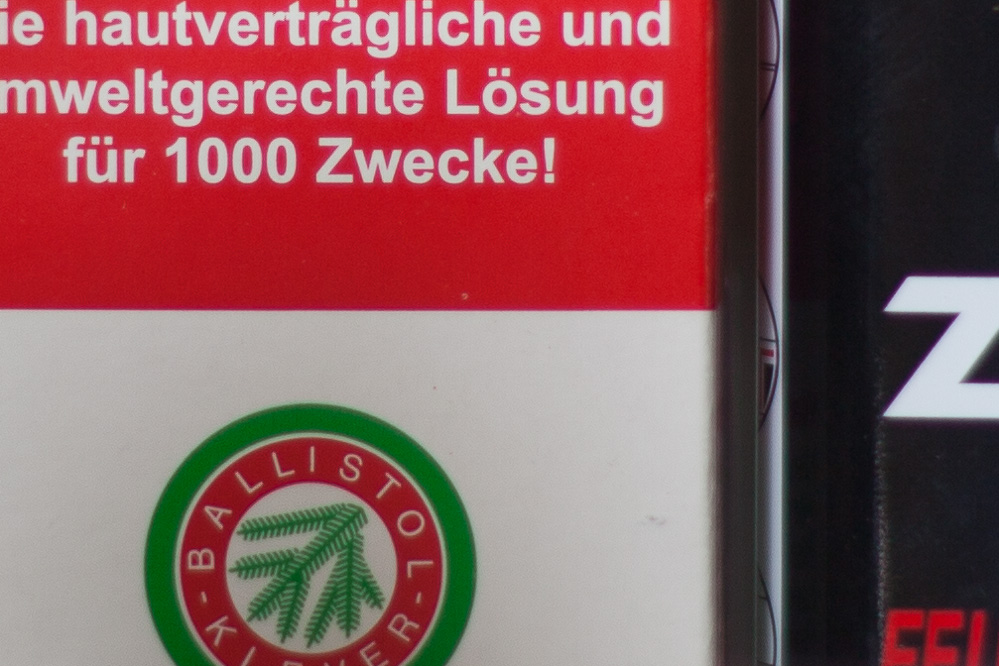 ie hautverträgliche und
mweltgerechte Lösung
für 1000 Zwecke!
BALLISTOL